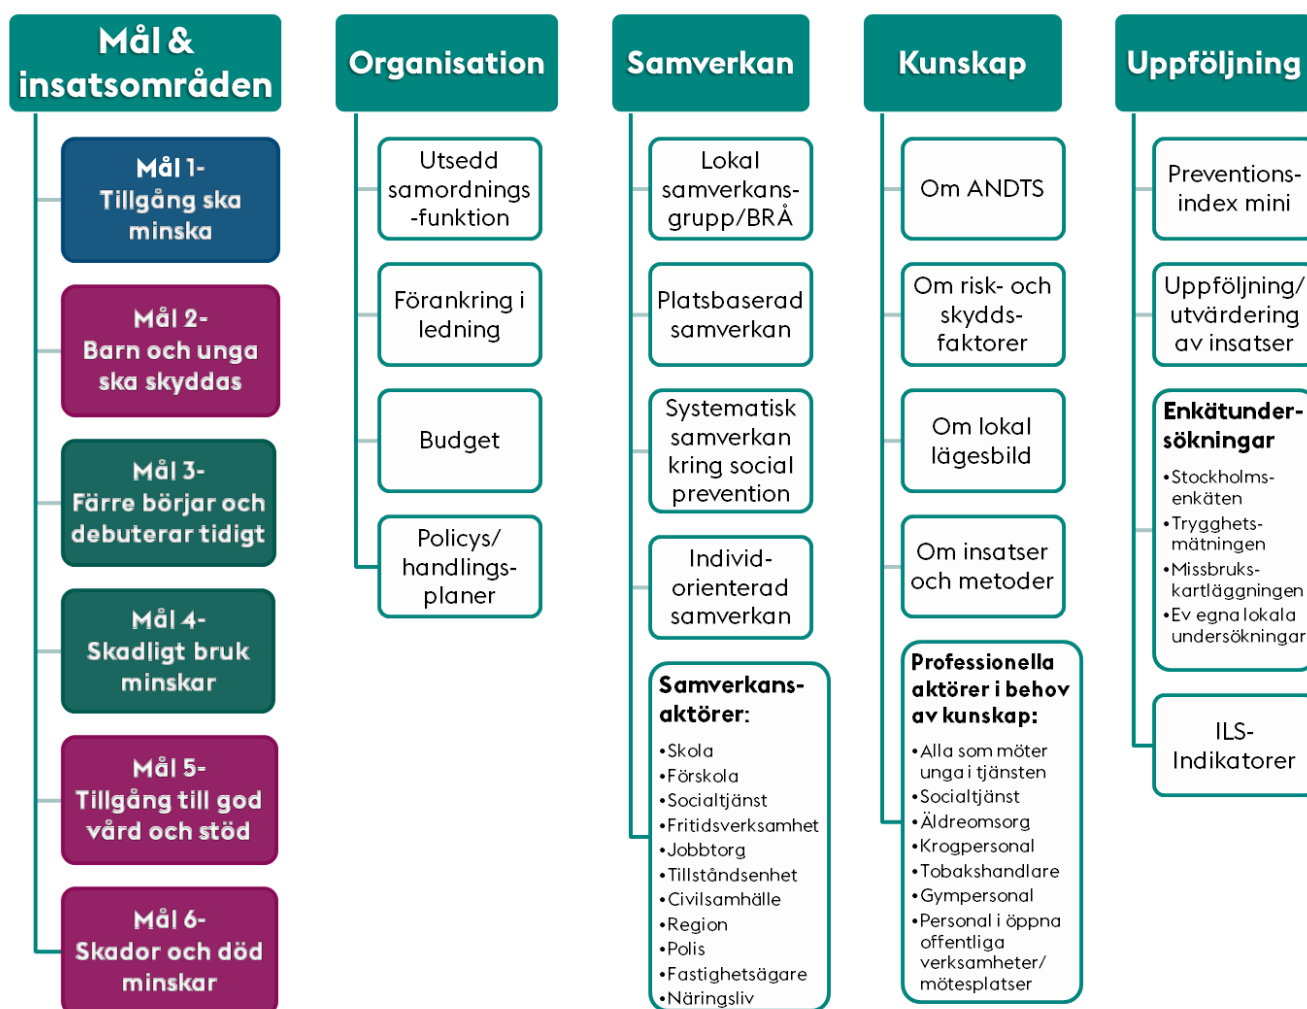 Mål &
insatsområden
Mål 1-
Tillgång ska
minska
Mål 2-
Barn och unga
ska skyddas
Mål 3-
Färre börjar och
debuterar tidigt
Mål 4-
Skadligt bruk
minskar
Mål 5-
Tillgång till god
vård och stöd
Mål 6-
Skador och död
minskar
Organisation
Utsedd
samordnings
-funktion
Förankring i
ledning
Budget
Policys/
handlings-
planer
Samverkan
Lokal
samverkans-
grupp/BRÅ
Platsbaserad
samverkan
Systematisk
samverkan
kring social
prevention
Individ-
orienterad
samverkan
Samverkans-
aktörer:
•Skola
•Förskola
•Socialtjänst
•Fritidsverksamhet
•Jobbtorg
•Tillståndsenhet
•Civilsamhälle
•Region
•Polis
•Fastighetsägare
•Näringsliv
Kunskap
Om ANDTS
Om risk- och
skydds-
faktorer
Om lokal
lägesbild
Om insatser
och metoder
Professionella
aktörer i behov
av kunskap:
•Alla som möter
unga i tjänsten
•Socialtjänst
•Äldreomsorg
•Krogpersonal
•Tobakshandlare
•Gympersonal
•Personal i öppna
offentliga
verksamheter/
mötesplatser
Uppföljning
Preventions-
index mini
Uppföljning/
utvärdering
av insatser
Enkätunder-
sökningar
•Stockholms-
enkäten
•Trygghets-
mätningen
•Missbruks-
kartläggningen
•Ev egna lokala
undersökningar
ILS-
Indikatorer